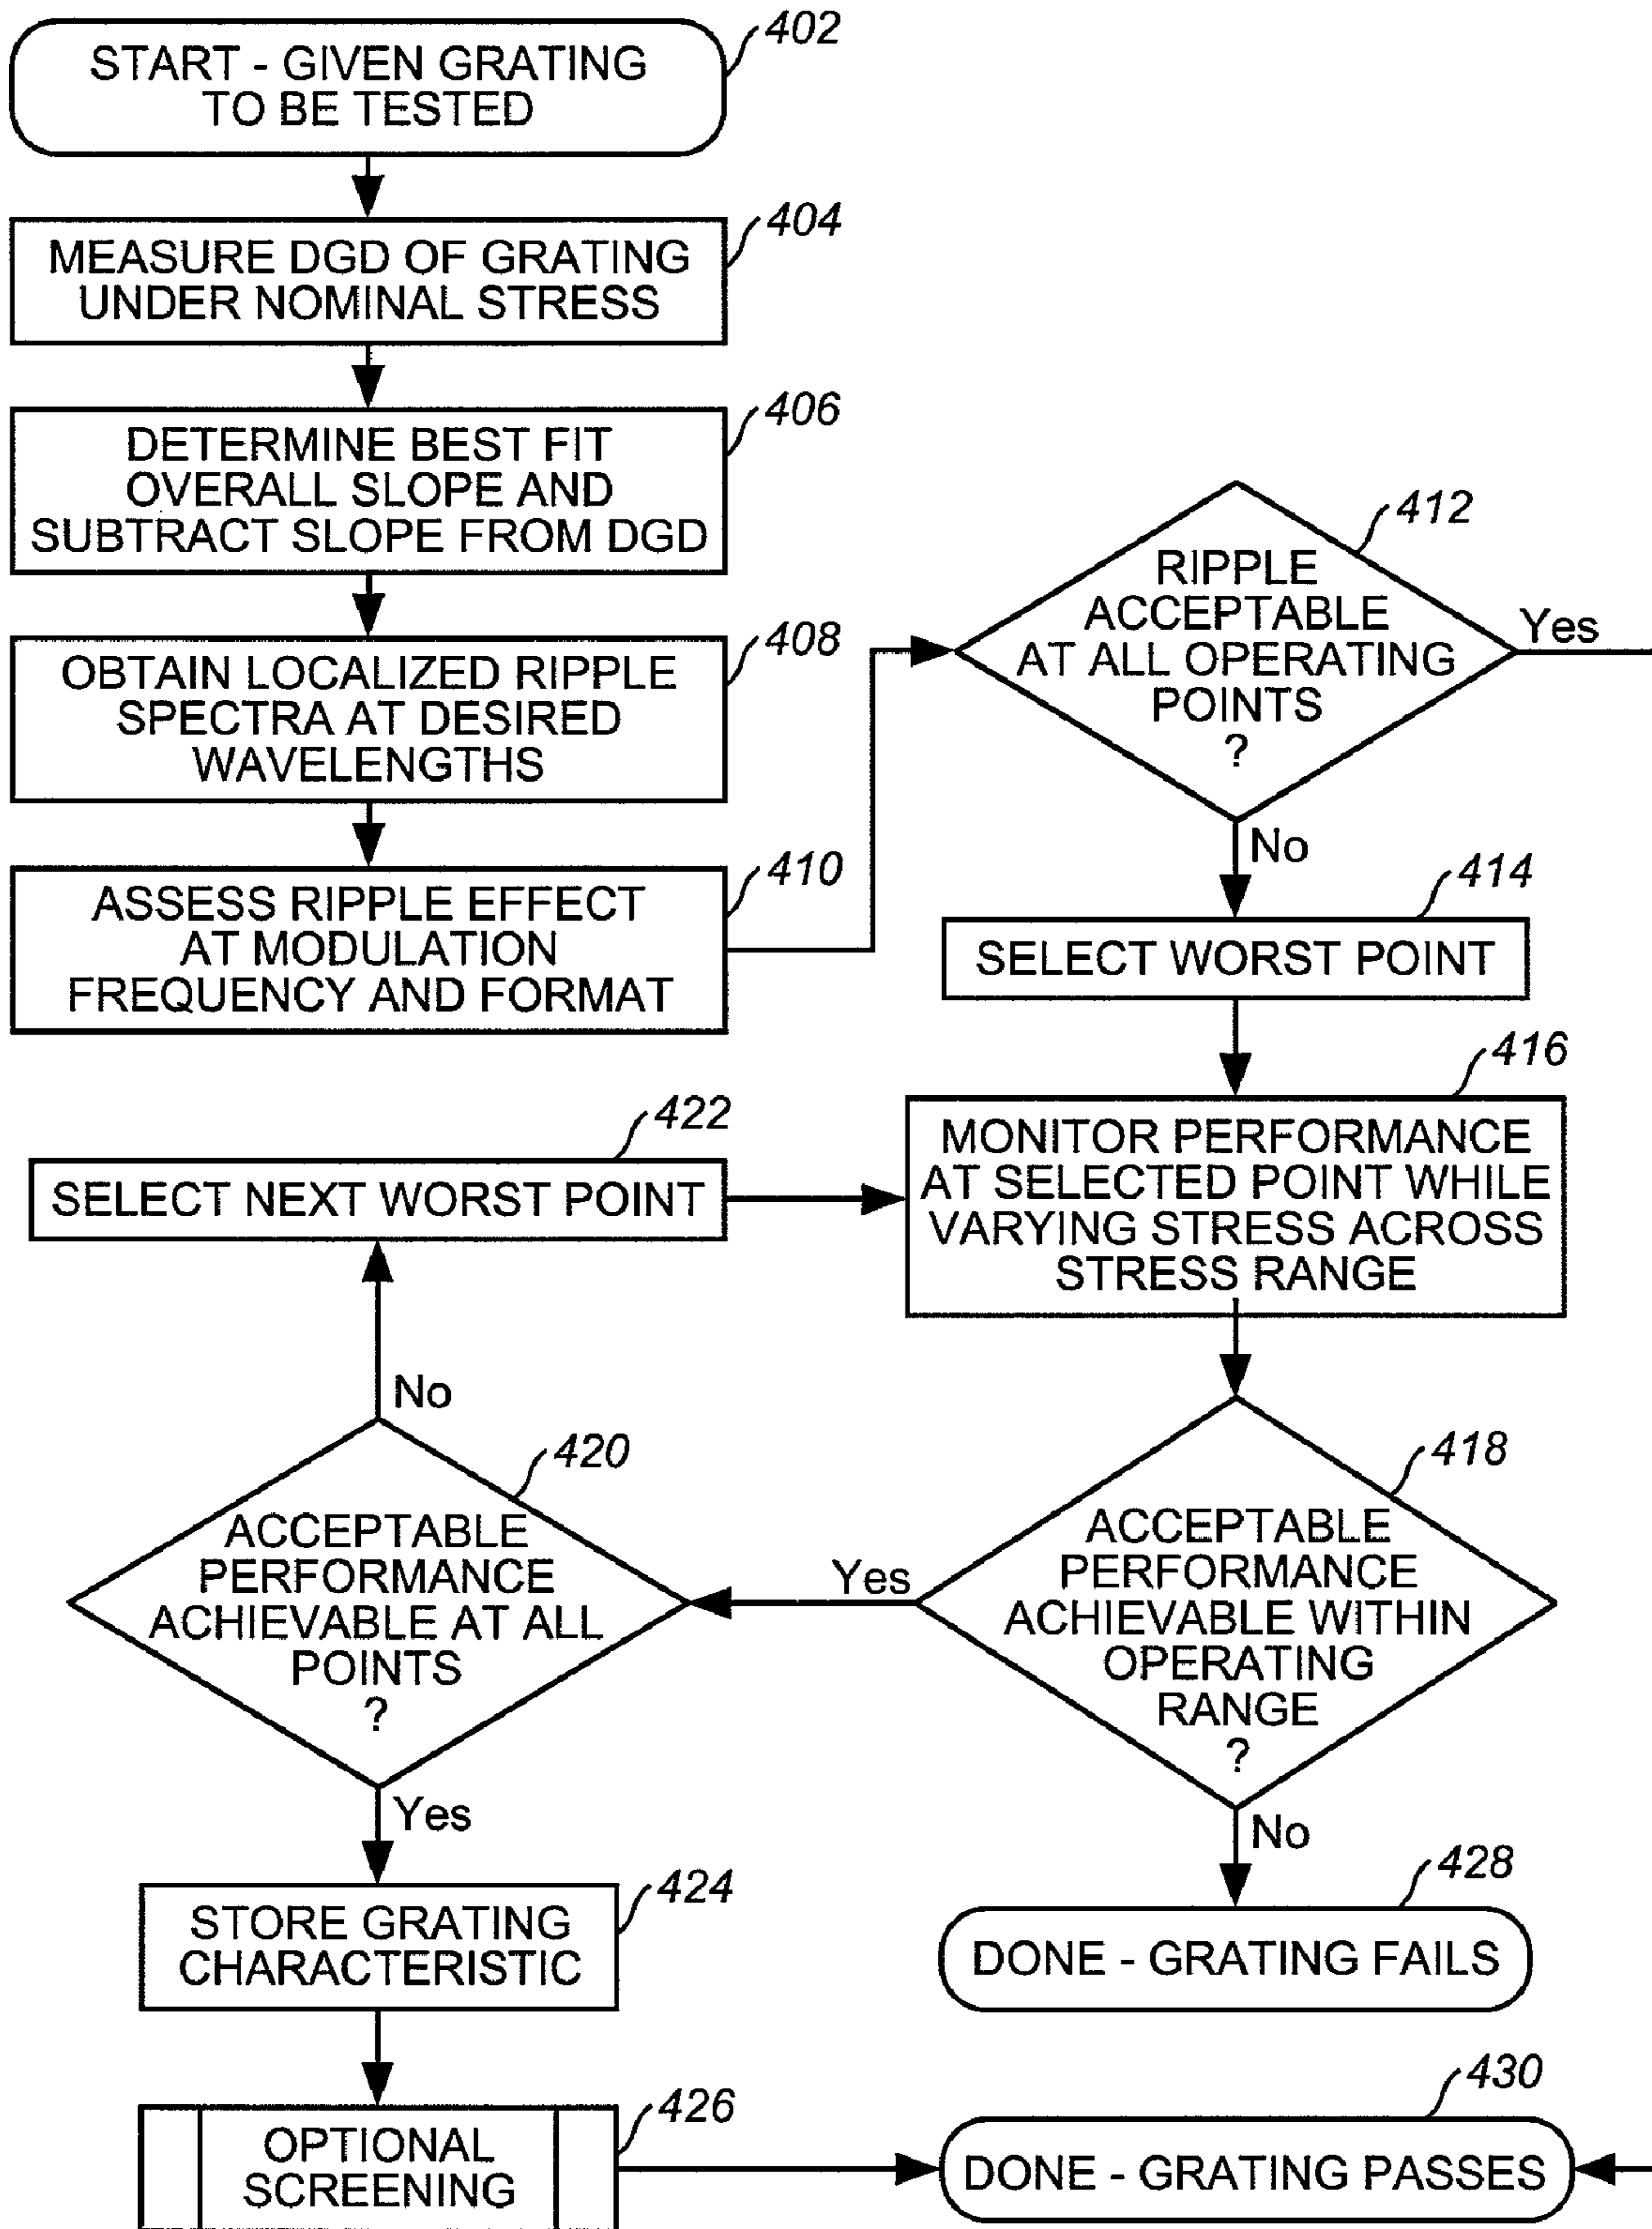 402
START - GIVEN GRATING
TO BE TESTED
404
MEASURE DGD OF GRATING
UNDER NOMINAL STRESS
406
DETERMINE BEST FIT
OVERALL SLOPE AND
SUBTRACT SLOPE FROM DGD
408
OBTAIN LOCALIZED RIPPLE
SPECTRA AT DESIRED
WAVELENGTHS
410
ASSESS RIPPLE EFFECT
AT MODULATION
FREQUENCY AND FORMAT
412
RIPPLE
ACCEPTABLE
AT ALL OPERATING
POINTS
?
Yes
No
414
SELECT WORST POINT
416
MONITOR PERFORMANCE
AT SELECTED POINT WHILE
VARYING STRESS ACROSS
STRESS RANGE
422
SELECT NEXT WORST POINT
No
418
ACCEPTABLE
PERFORMANCE
ACHIEVABLE WITHIN
OPERATING
RANGE
?
Yes
No
420
ACCEPTABLE
PERFORMANCE
ACHIEVABLE AT ALL
POINTS
?
Yes
424
STORE GRATING
CHARACTERISTIC
428
DONE - GRATING FAILS
426
OPTIONAL
SCREENING
430
DONE - GRATING PASSES